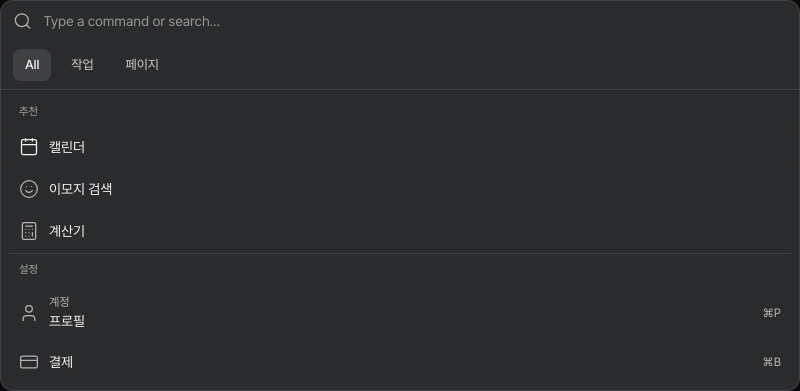 Type a command or search...
All 작업 페이지
추천
캘린더
이모지 검색
계산기
설정
계정
프로필 ⌘P
결제 ⌘B